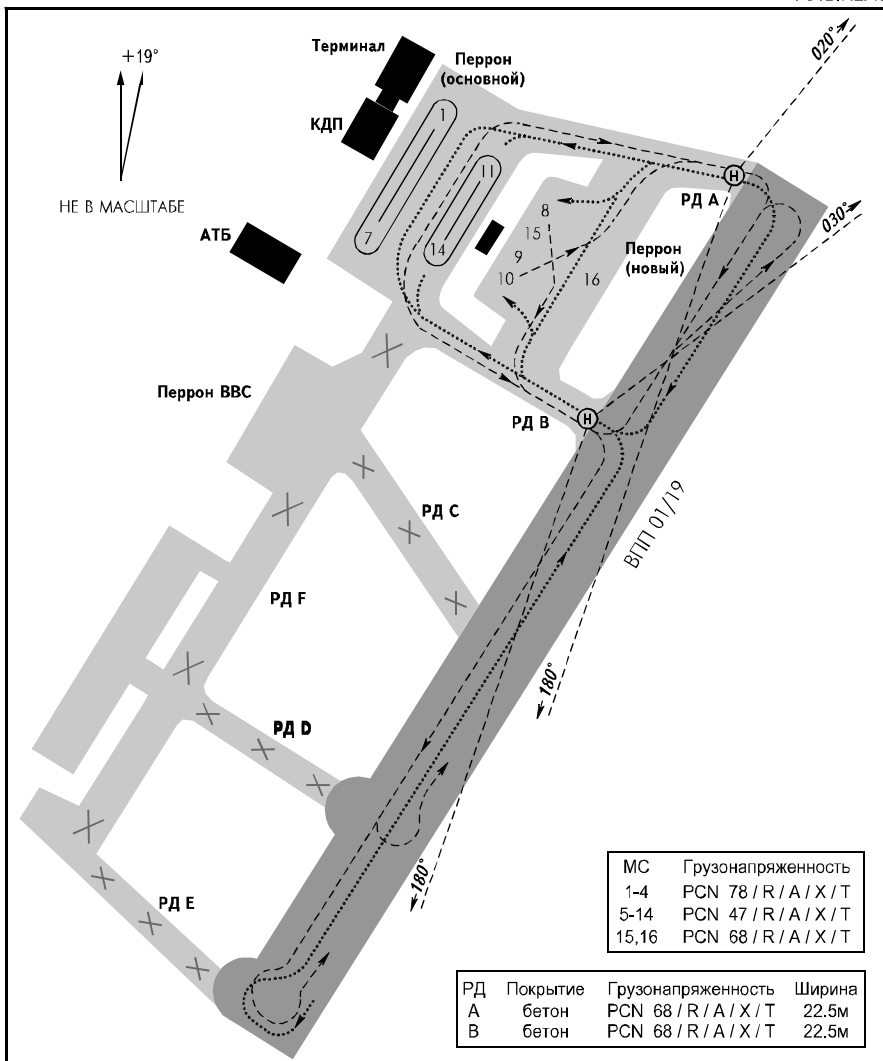 020°
+19°
Терминал
Перрон
(основной)
КДП
1
НЕ В МАСШТАБЕ
11
РД А
АТБ
7
14
8
15
9
10
16
Перрон
(новый)
030°
Перрон ВВС
РД В
Н
Н
РД С
ВПП 01/19
РД F
180°
РД D
180°
РД Е
МС Грузонапряженность
1-4 PCN 78 / R / A / X / T
5-14 PCN 47 / R / A / X / T
15,16 PCN 68 / R / A / X / T
РД Покрытие Грузонапряженность Ширина
А бетон PCN 68 / R / A / X / T 22.5м
В бетон PCN 68 / R / A / X / T 22.5м